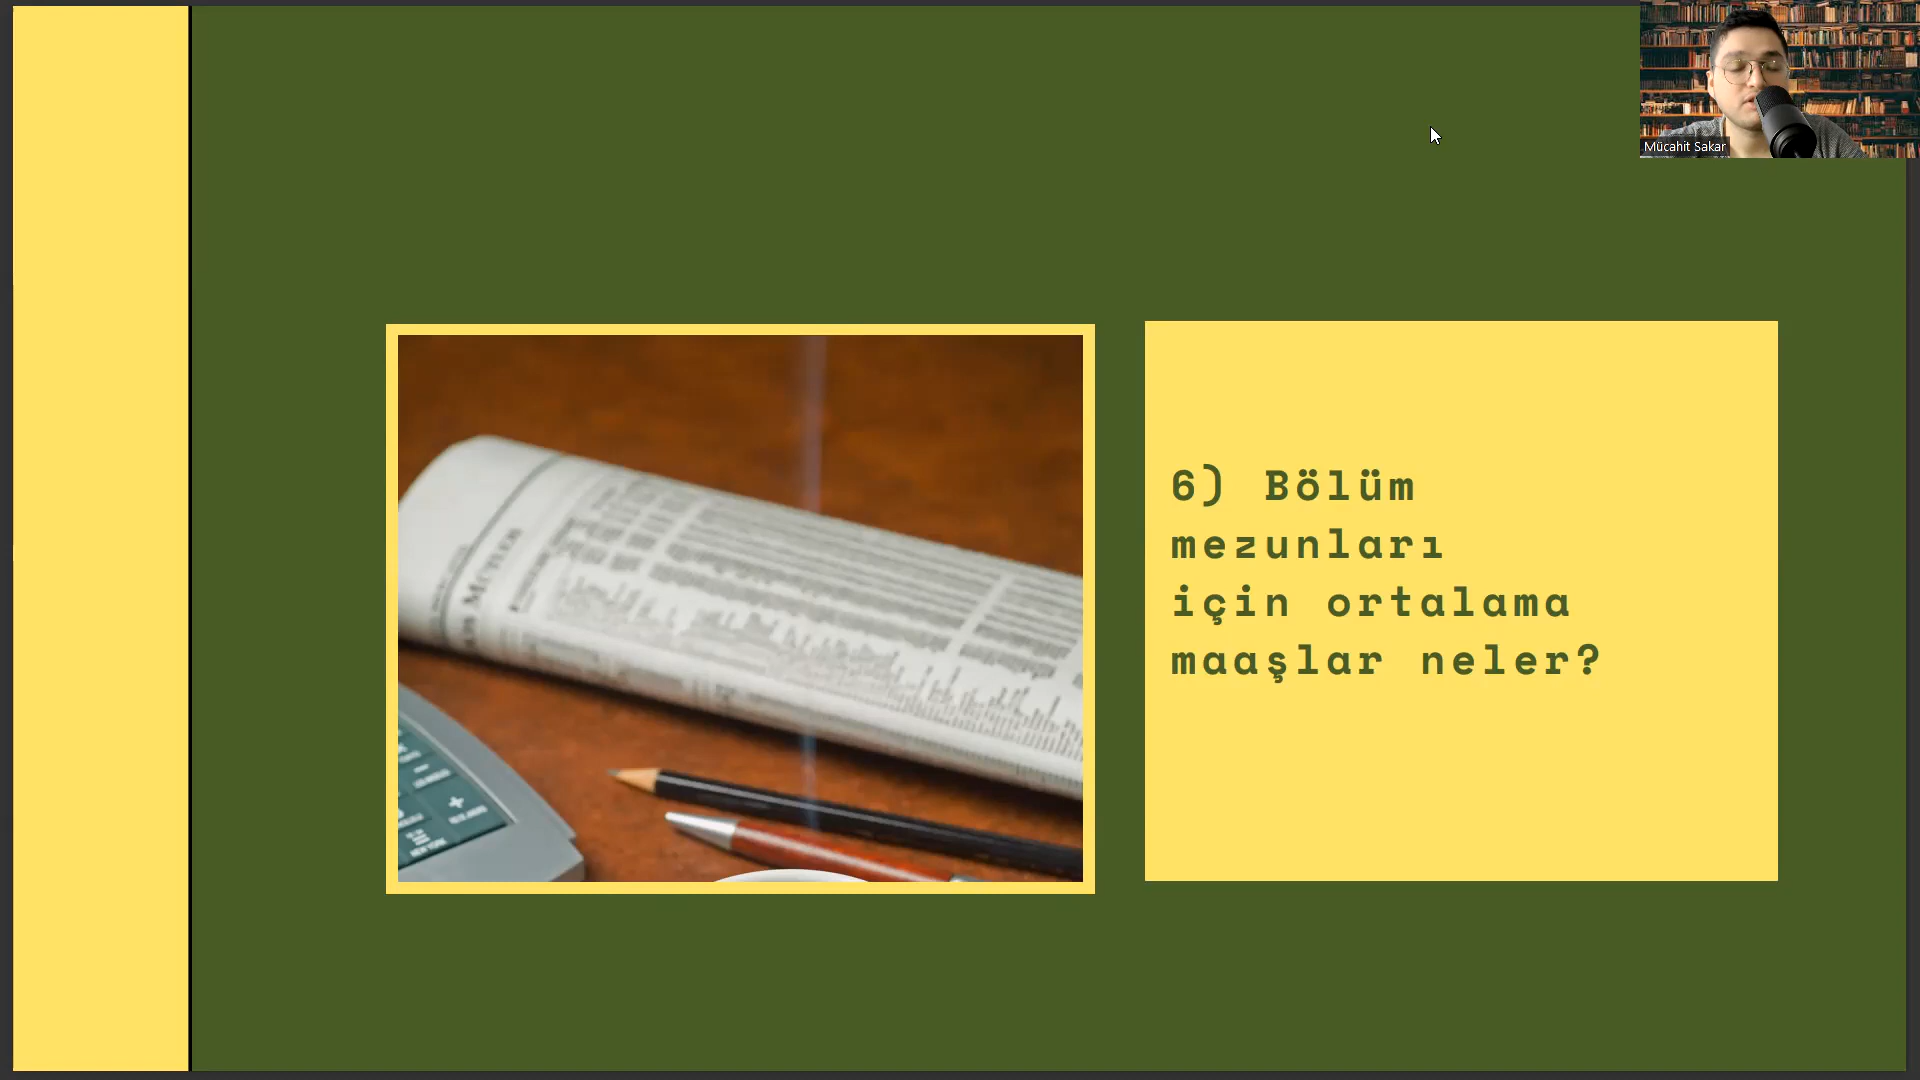 Mücahit Sakar
6) Bölüm
mezunları
için ortalama
maaşlar neler?